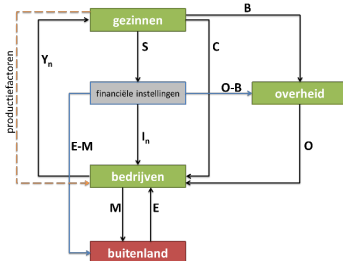 B
gezinnen
S
C
Yn
productiefactoren
financiële instellingen
O-B
overheid
E-M
In
O
bedrijven
M
E
buitenland